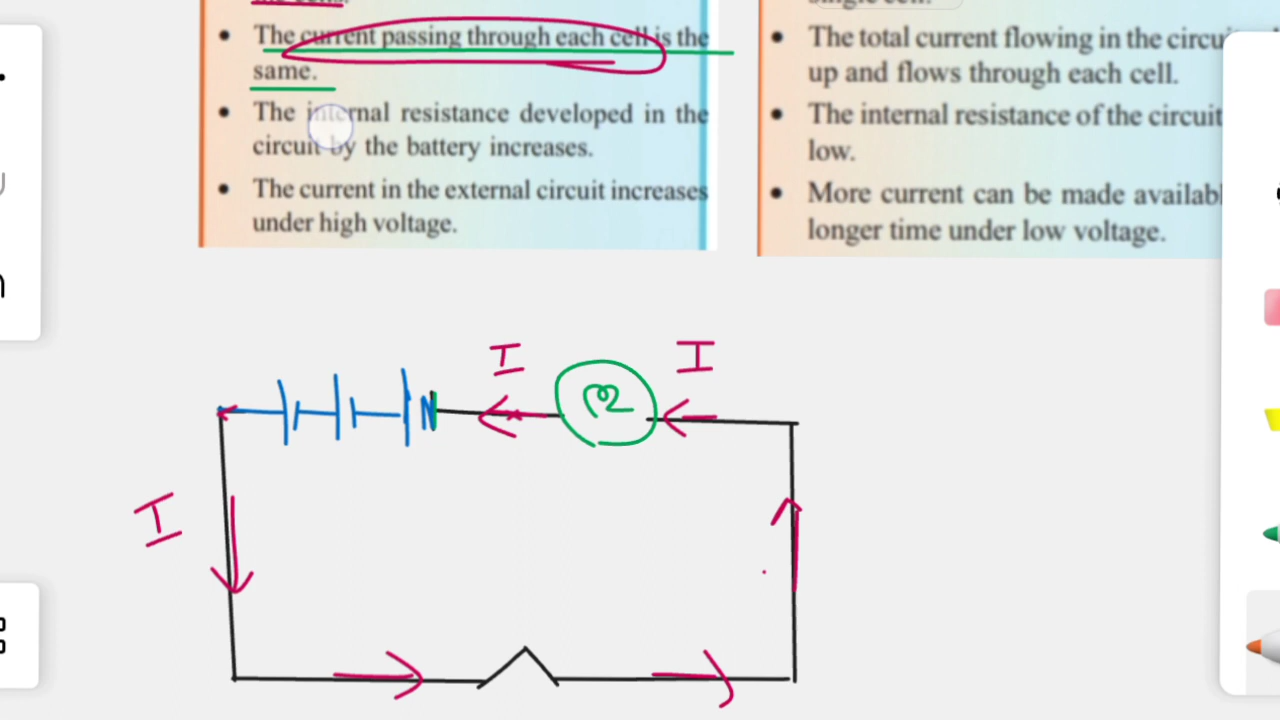 The current passing through each cell is the
same.
The internal resistance developed in the
circuit by the battery increases.
The current in the external circuit increases
under high voltage.
single cell.
The total current flowing in the
up and flows through each cell.
The internal resistance of the circuit
low.
More current can be made
longer time under low voltage.
I
I
I